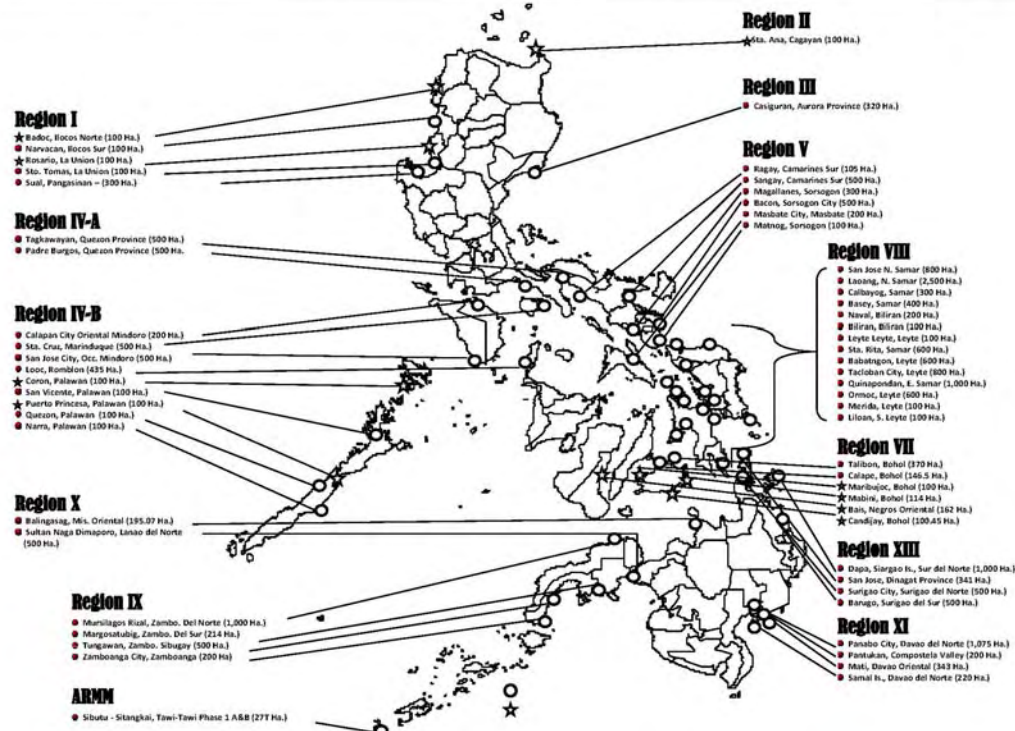 Region II
Sta. Ana, Cagayan (100 Ha.)
Region III
Casiguran, Aurora Province (320 Ha.)
Region I
Badoc, Ilocos Norte (100 Ha.)
Narvacan, Ilocos Sur (100 Ha.)
Rosario, La Union (100 Ha.)
Sto. Tomas, La Union (100 Ha.)
Sual, Pangasinan – (300 Ha.)
Region V
Ragay, Camarines Sur (105 Ha.)
Sangay, Camarines Sur (500 Ha.)
Magallanes, Sorsogon (300 Ha.)
Bacon, Sorsogon City (500 Ha.)
Masbate City, Masbate (200 Ha.)
Matnog, Sorsogon (100 Ha.)
Region IV-A
Tagkawayan, Quezon Province (500 Ha.)
Padre Burgos, Quezon Province (500 Ha.
Region VIII
San Jose N. Samar (800 Ha.)
Laoang, N. Samar (2,500 Ha.)
Calbayog, Samar (300 Ha.)
Basey, Samar (400 Ha.)
Naval, Biliran (200 Ha.)
Biliran, Biliran (100 Ha.)
Leyte Leyte, Leyte (100 Ha.)
Sta. Rita, Samar (600 Ha.)
Babatngon, Leyte (600 Ha.)
Tacloban City, Leyte (800 Ha.)
Quinapondan, E. Samar (1,000 Ha.)
Ormoc, Leyte (600 Ha.)
Merida, Leyte (100 Ha.)
Liloan, S. Leyte (100 Ha.)
Region IV-B
Calapan City Oriental Mindoro (200 Ha.)
Sta. Cruz, Marinduque (500 Ha.)
San Jose City, Occ. Mindoro (500 Ha.)
Looc, Romblon (435 Ha.)
Coron, Palawan (100 Ha.)
San Vicente, Palawan (100 Ha.)
Puerto Princesa, Palawan (100 Ha.)
Quezon, Palawan (100 Ha.)
Narra, Palawan (100 Ha.)
Region VII
Talibon, Bohol (370 Ha.)
Calape, Bohol (146.5 Ha.)
Maribujoc, Bohol (100 Ha.)
Mabini, Bohol (114 Ha.)
Bais, Negros Orriental (162 Ha.)
Candijay, Bohol (100.45 Ha.)
Region X
Balingasag, Mis. Oriental (195.07 Ha.)
Sultan Naga Dimaporo, Lanao del Norte
(500 Ha.)
Region XIII
Dapa, Siargao Is., Sur del Norte (1,000 Ha.)
San Jose, Dinagat Province (341 Ha.)
Surigao City, Surigao del Norte (500 Ha.)
Barugo, Surigao del Sur (500 Ha.)
Region IX
Mursilagos Rizal, Zambo. Del Norte (1,000 Ha.)
Margosatubig, Zambo. Del Sur (214 Ha.)
Tungawan, Zambo. Sibugay (500 Ha.)
Zamboanga City, Zamboanga (200 Ha)
Region XI
Panabo City, Davao del Norte (1,075 Ha.)
Pantukan, Compostela Valley (200 Ha.)
Mati, Davao Oriental (343 Ha.)
Samal Is., Davao del Norte (220 Ha.)
ARMM
Sibutu - Sitangkai, Tawi-Tawi Phase 1 A&B (27T Ha.)